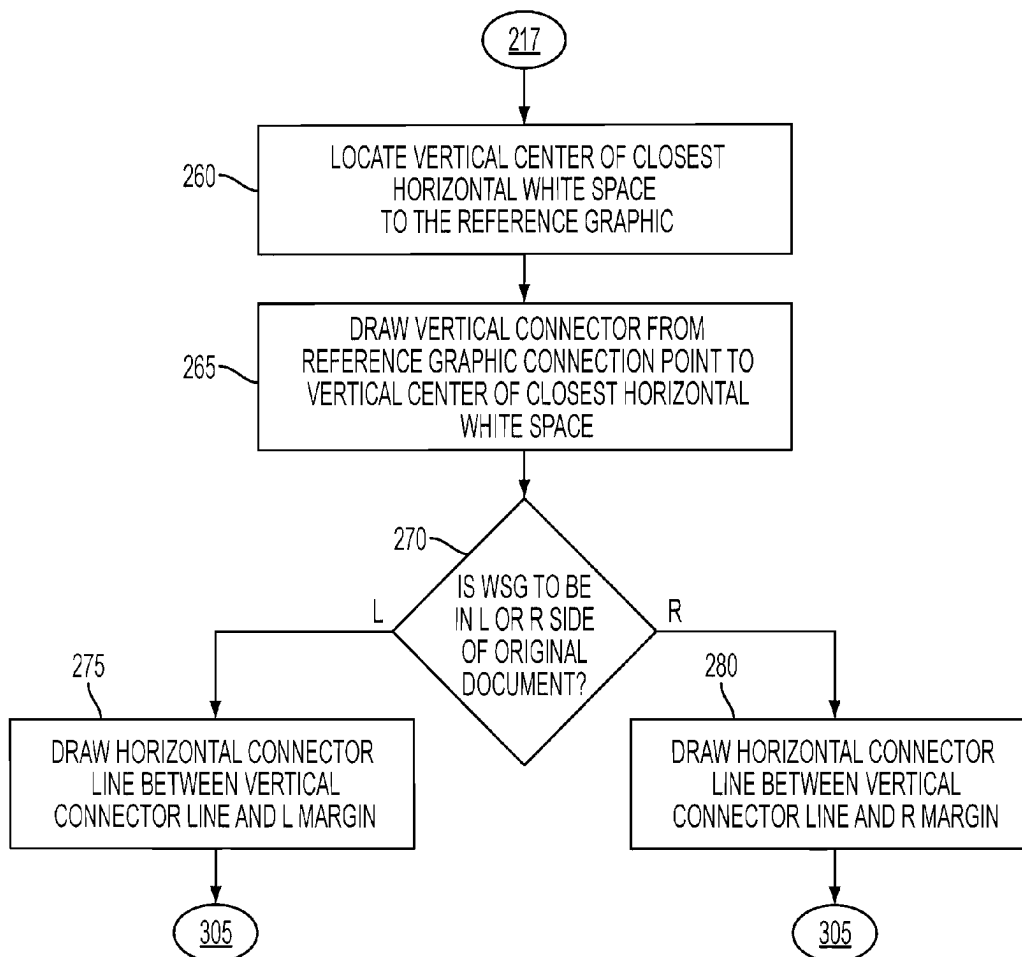 217
260
LOCATE VERTICAL CENTER OF CLOSEST
HORIZONTAL WHITE SPACE
TO THE REFERENCE GRAPHIC
265
DRAW VERTICAL CONNECTOR FROM
REFERENCE GRAPHIC CONNECTION POINT TO
VERTICAL CENTER OF CLOSEST HORIZONTAL
WHITE SPACE
270
IS WSG TO BE
IN L OR R SIDE
OF ORIGINAL
DOCUMENT?
L
R
275
DRAW HORIZONTAL CONNECTOR
LINE BETWEEN VERTICAL
CONNECTOR LINE AND L MARGIN
280
DRAW HORIZONTAL CONNECTOR
LINE BETWEEN VERTICAL
CONNECTOR LINE AND R MARGIN
305
305